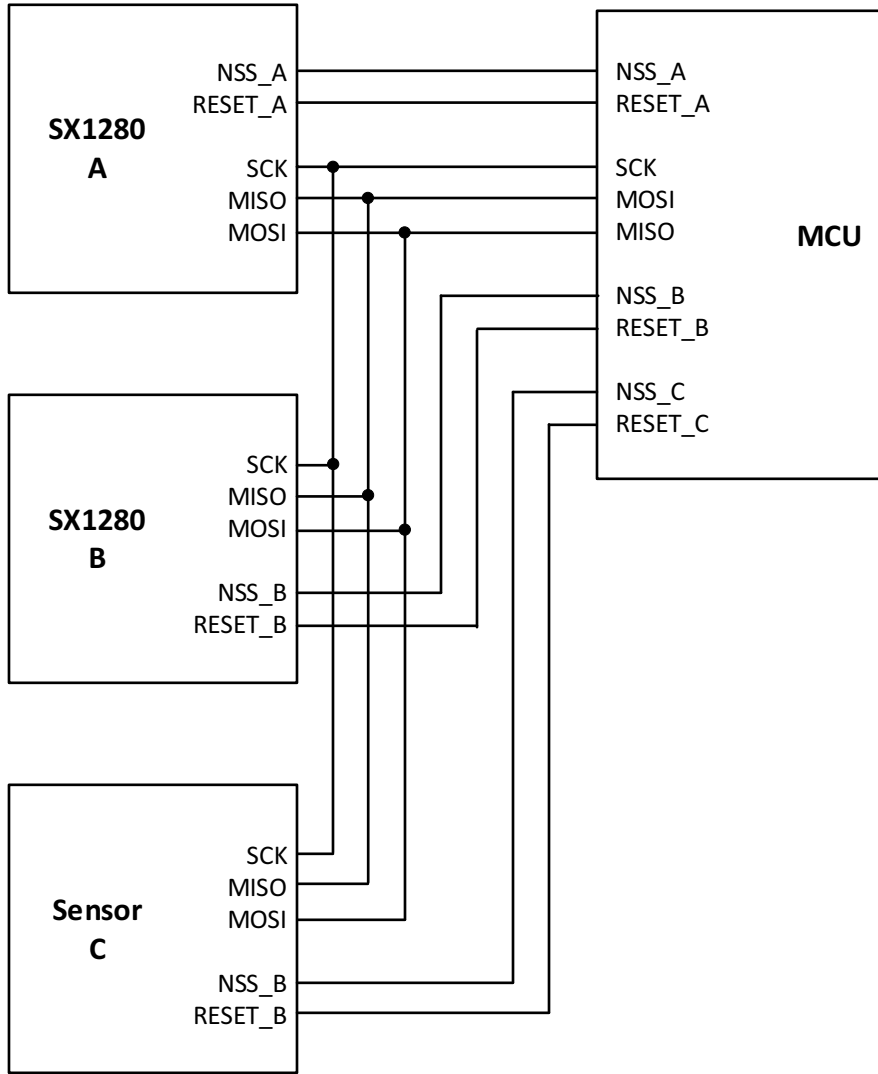 SX1280
A
NSS_A
RESET_A
SCK
MISO
MOSI
NSS_A
RESET_A
SCK
MOSI
MISO
NSS_B
RESET_B
NSS_C
RESET_C
MCU
SX1280
B
SCK
MISO
MOSI
NSS_B
RESET_B
Sensor
C
SCK
MISO
MOSI
NSS_B
RESET_B